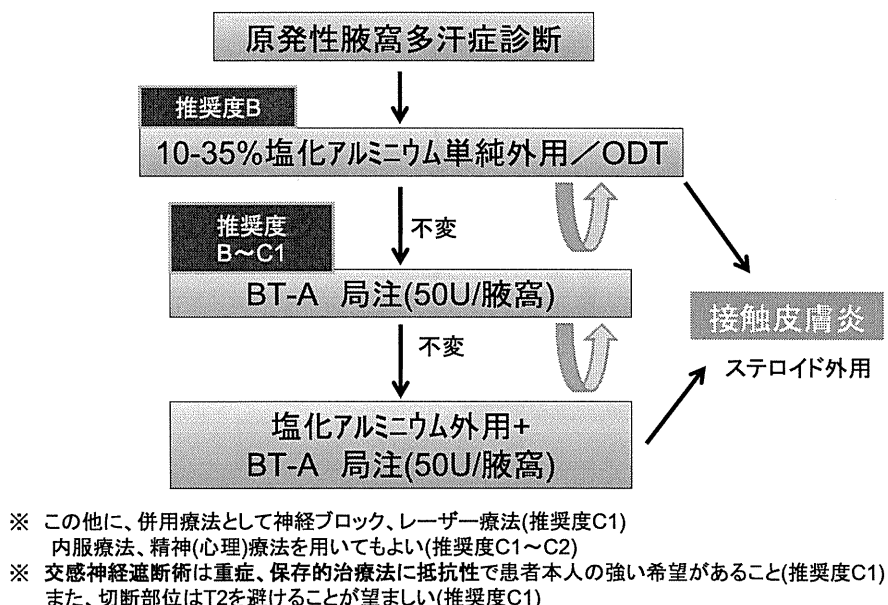 原発性腋窩多汗症診断
推奨度B
10-35%塩化アルミニウム単純外用／ODT
推奨度
B～C1
不変
BT-A 局注(50U/腋窩)
接触皮膚炎
ステロイド外用
不変
塩化アルミニウム外用+
BT-A 局注(50U/腋窩)
※ この他に、併用療法として神経ブロック、レーザー療法(推奨度C1)
内服療法、精神(心理)療法を用いてもよい(推奨度C1～C2)
※ 交感神経遮断術は重症、保存的治療法に抵抗性で患者本人の強い希望があること(推奨度C1)
また、切断部位はT2を避けることが望ましい(推奨度C1)